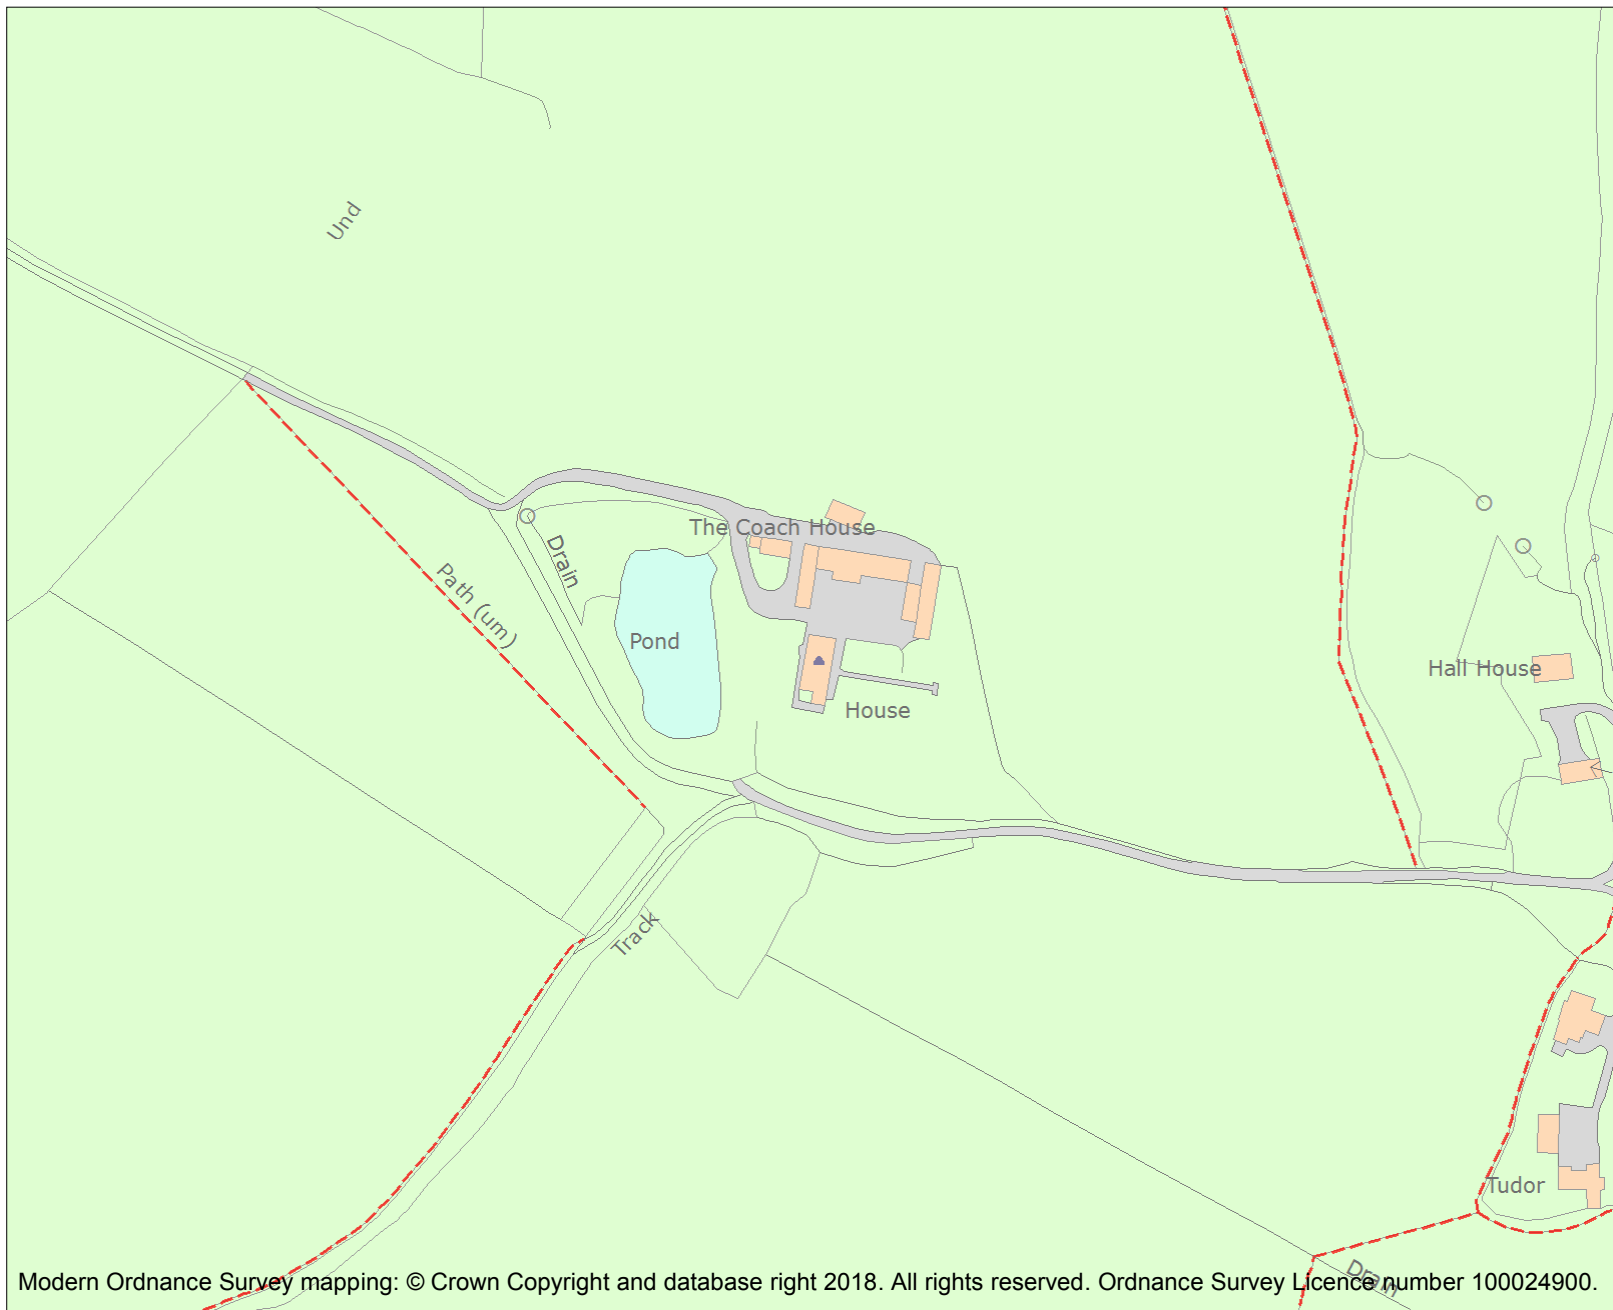 Und
The Coach House
Drain
Path (um)
Pond
Hall House
House
Track
Tudor
Drain
Modern Ordnance Survey mapping: © Crown Copyright and database right 2018. All rights reserved. Ordnance Survey Licence number 100024900.